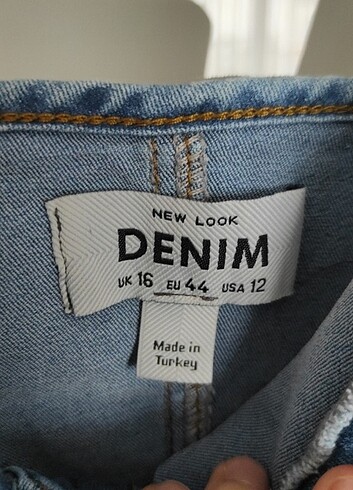 NEW LOOK
DENIM
UK 16 EU 44 USA 12
Made in
Turkey